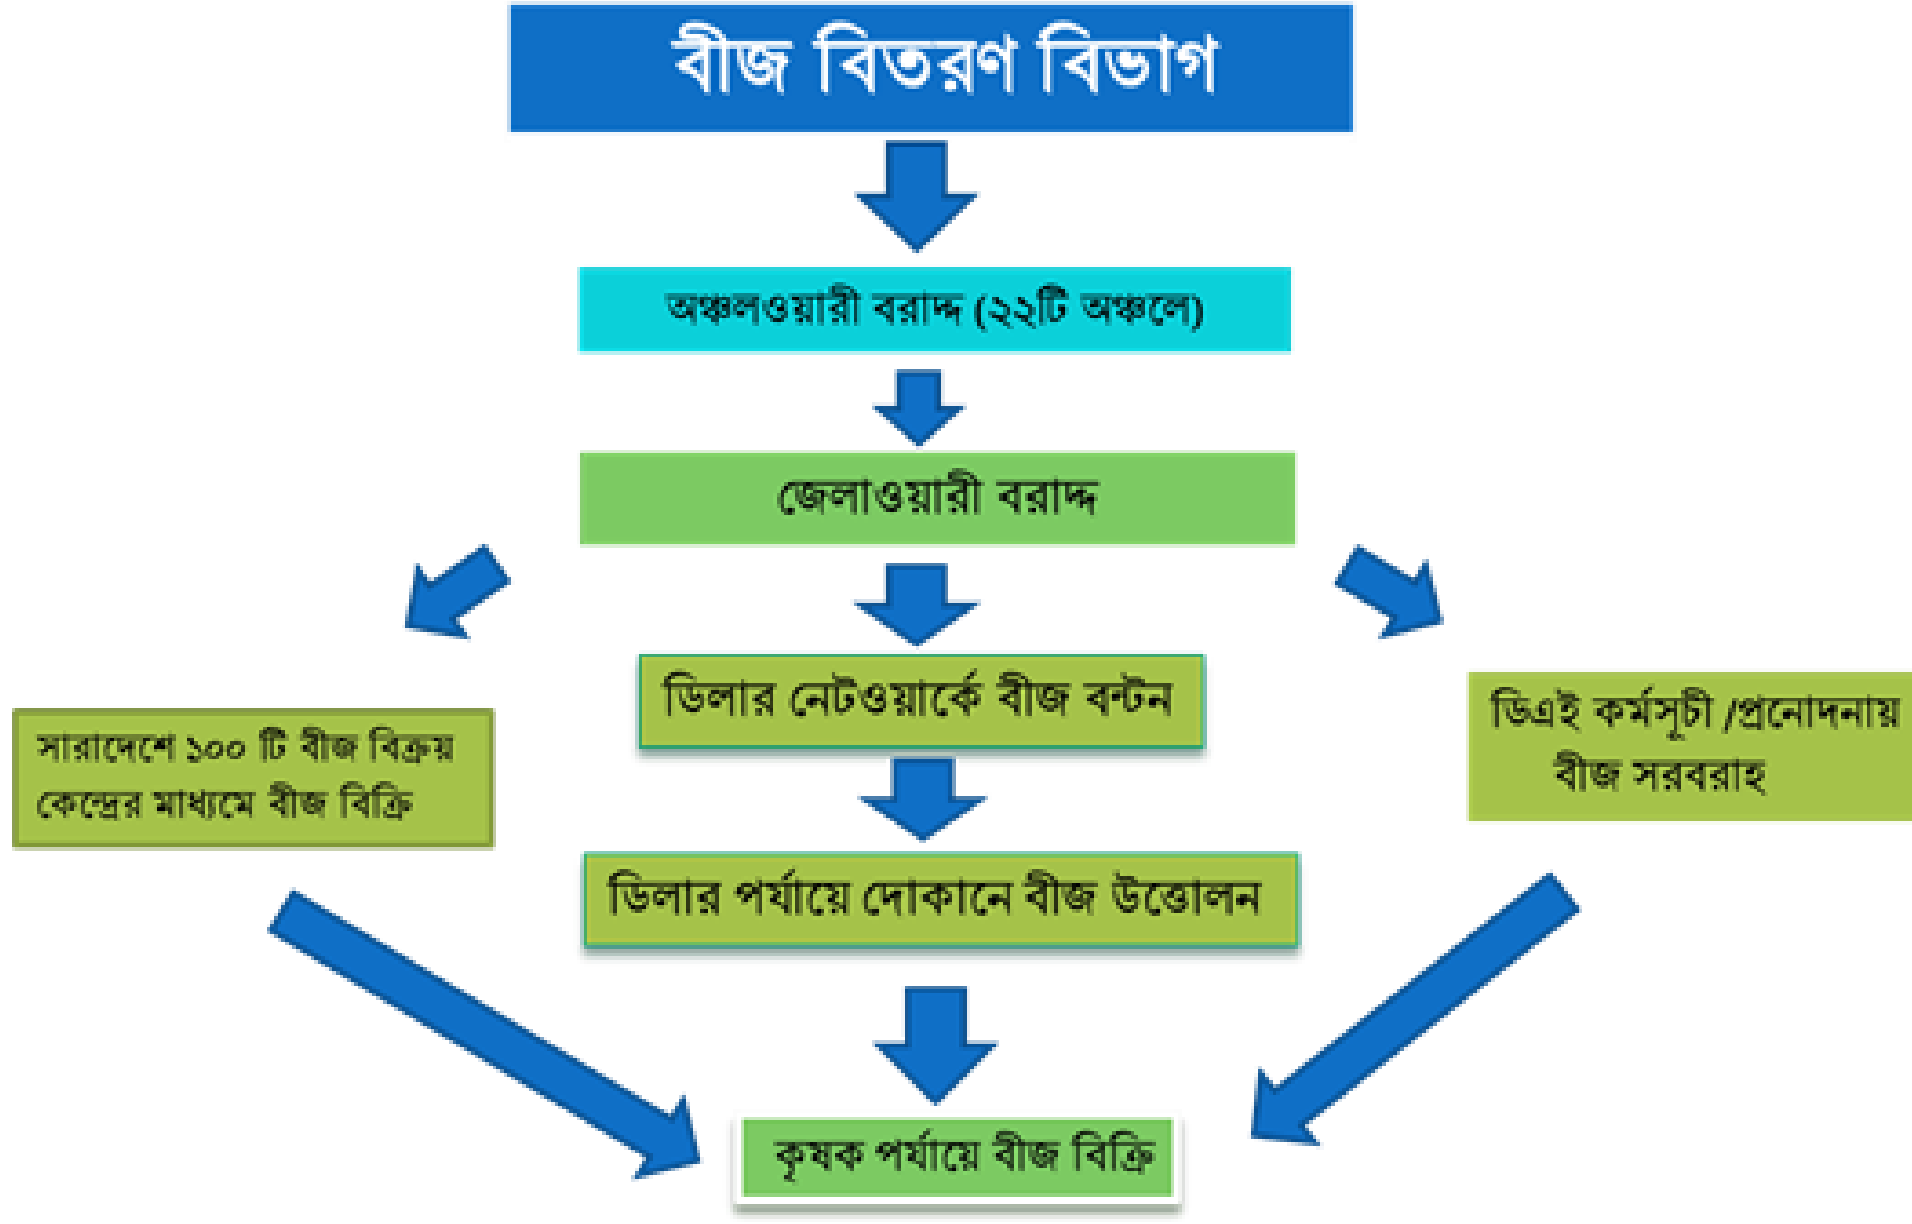 বীজ বিতরণ বিভাগ
অঞ্চলওয়ারী বরাদ্দ (২২টি অঞ্চলে)
জেলাওয়ারী বরাদ্দ
সারাদেশে ১০০ টি বীজ বিক্রয়
কেন্দ্রের মাধ্যমে বীজ বিক্রি
ডিলার নেটওয়ার্কে বীজ বন্টন
ডিলার পর্যায়ে দোকানে বীজ উত্তোলন
ডিএই কর্মসূচী /প্রনোদনায়
বীজ সরবরাহ
কৃষক পর্যায়ে বীজ বিক্রি